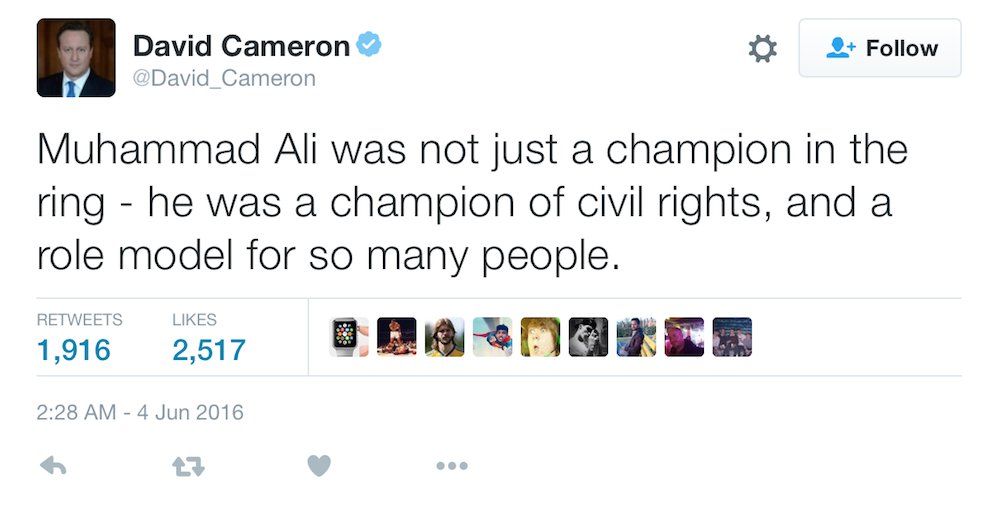 David Cameron
@David_Cameron
Follow
Muhammad Ali was not just a champion in the
ring - he was a champion of civil rights, and a
role model for so many people.
RETWEETS LIKES
1,916 2,517
2:28 AM - 4 Jun 2016